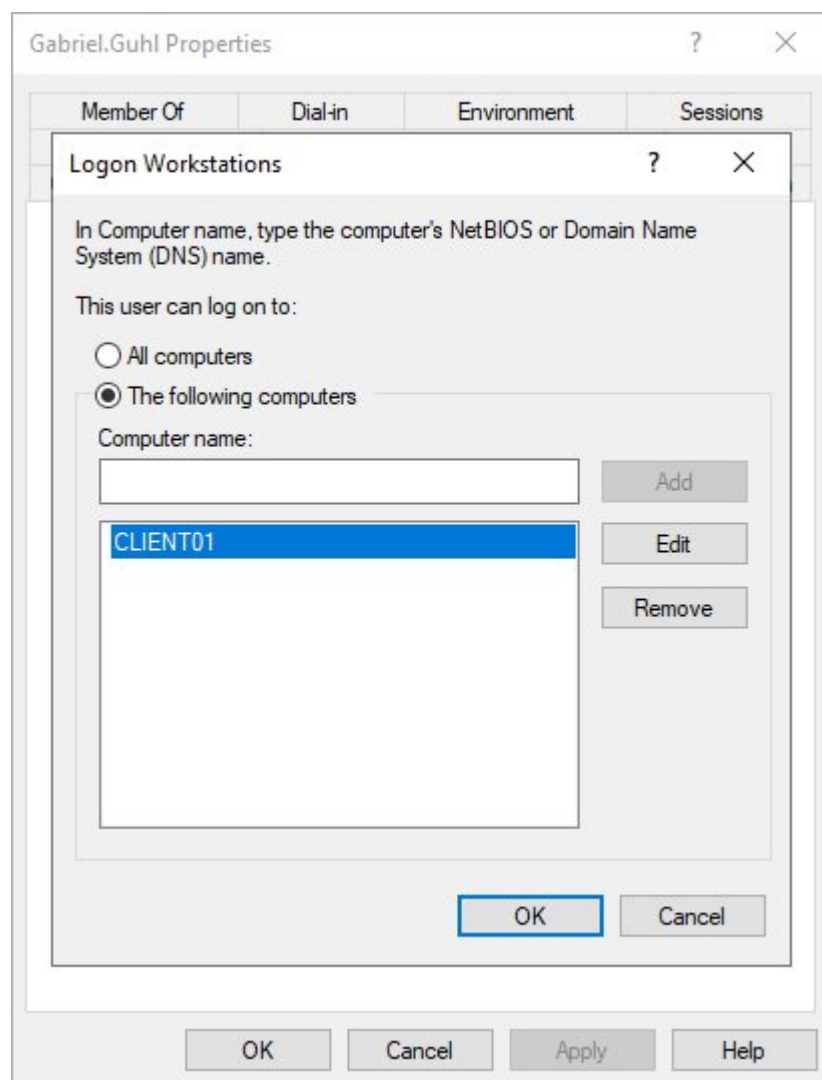 Gabriel.Guhl Properties
?
Member Of Dial-in Environment Sessions
Logon Workstations
?
In Computer name, type the computer's NetBIOS or Domain Name
System (DNS) name.
This user can log on to:
All computers
The following computers
Computer name:
Add
CLIENT01
Edit
Remove
OK Cancel
OK Cancel Apply Help